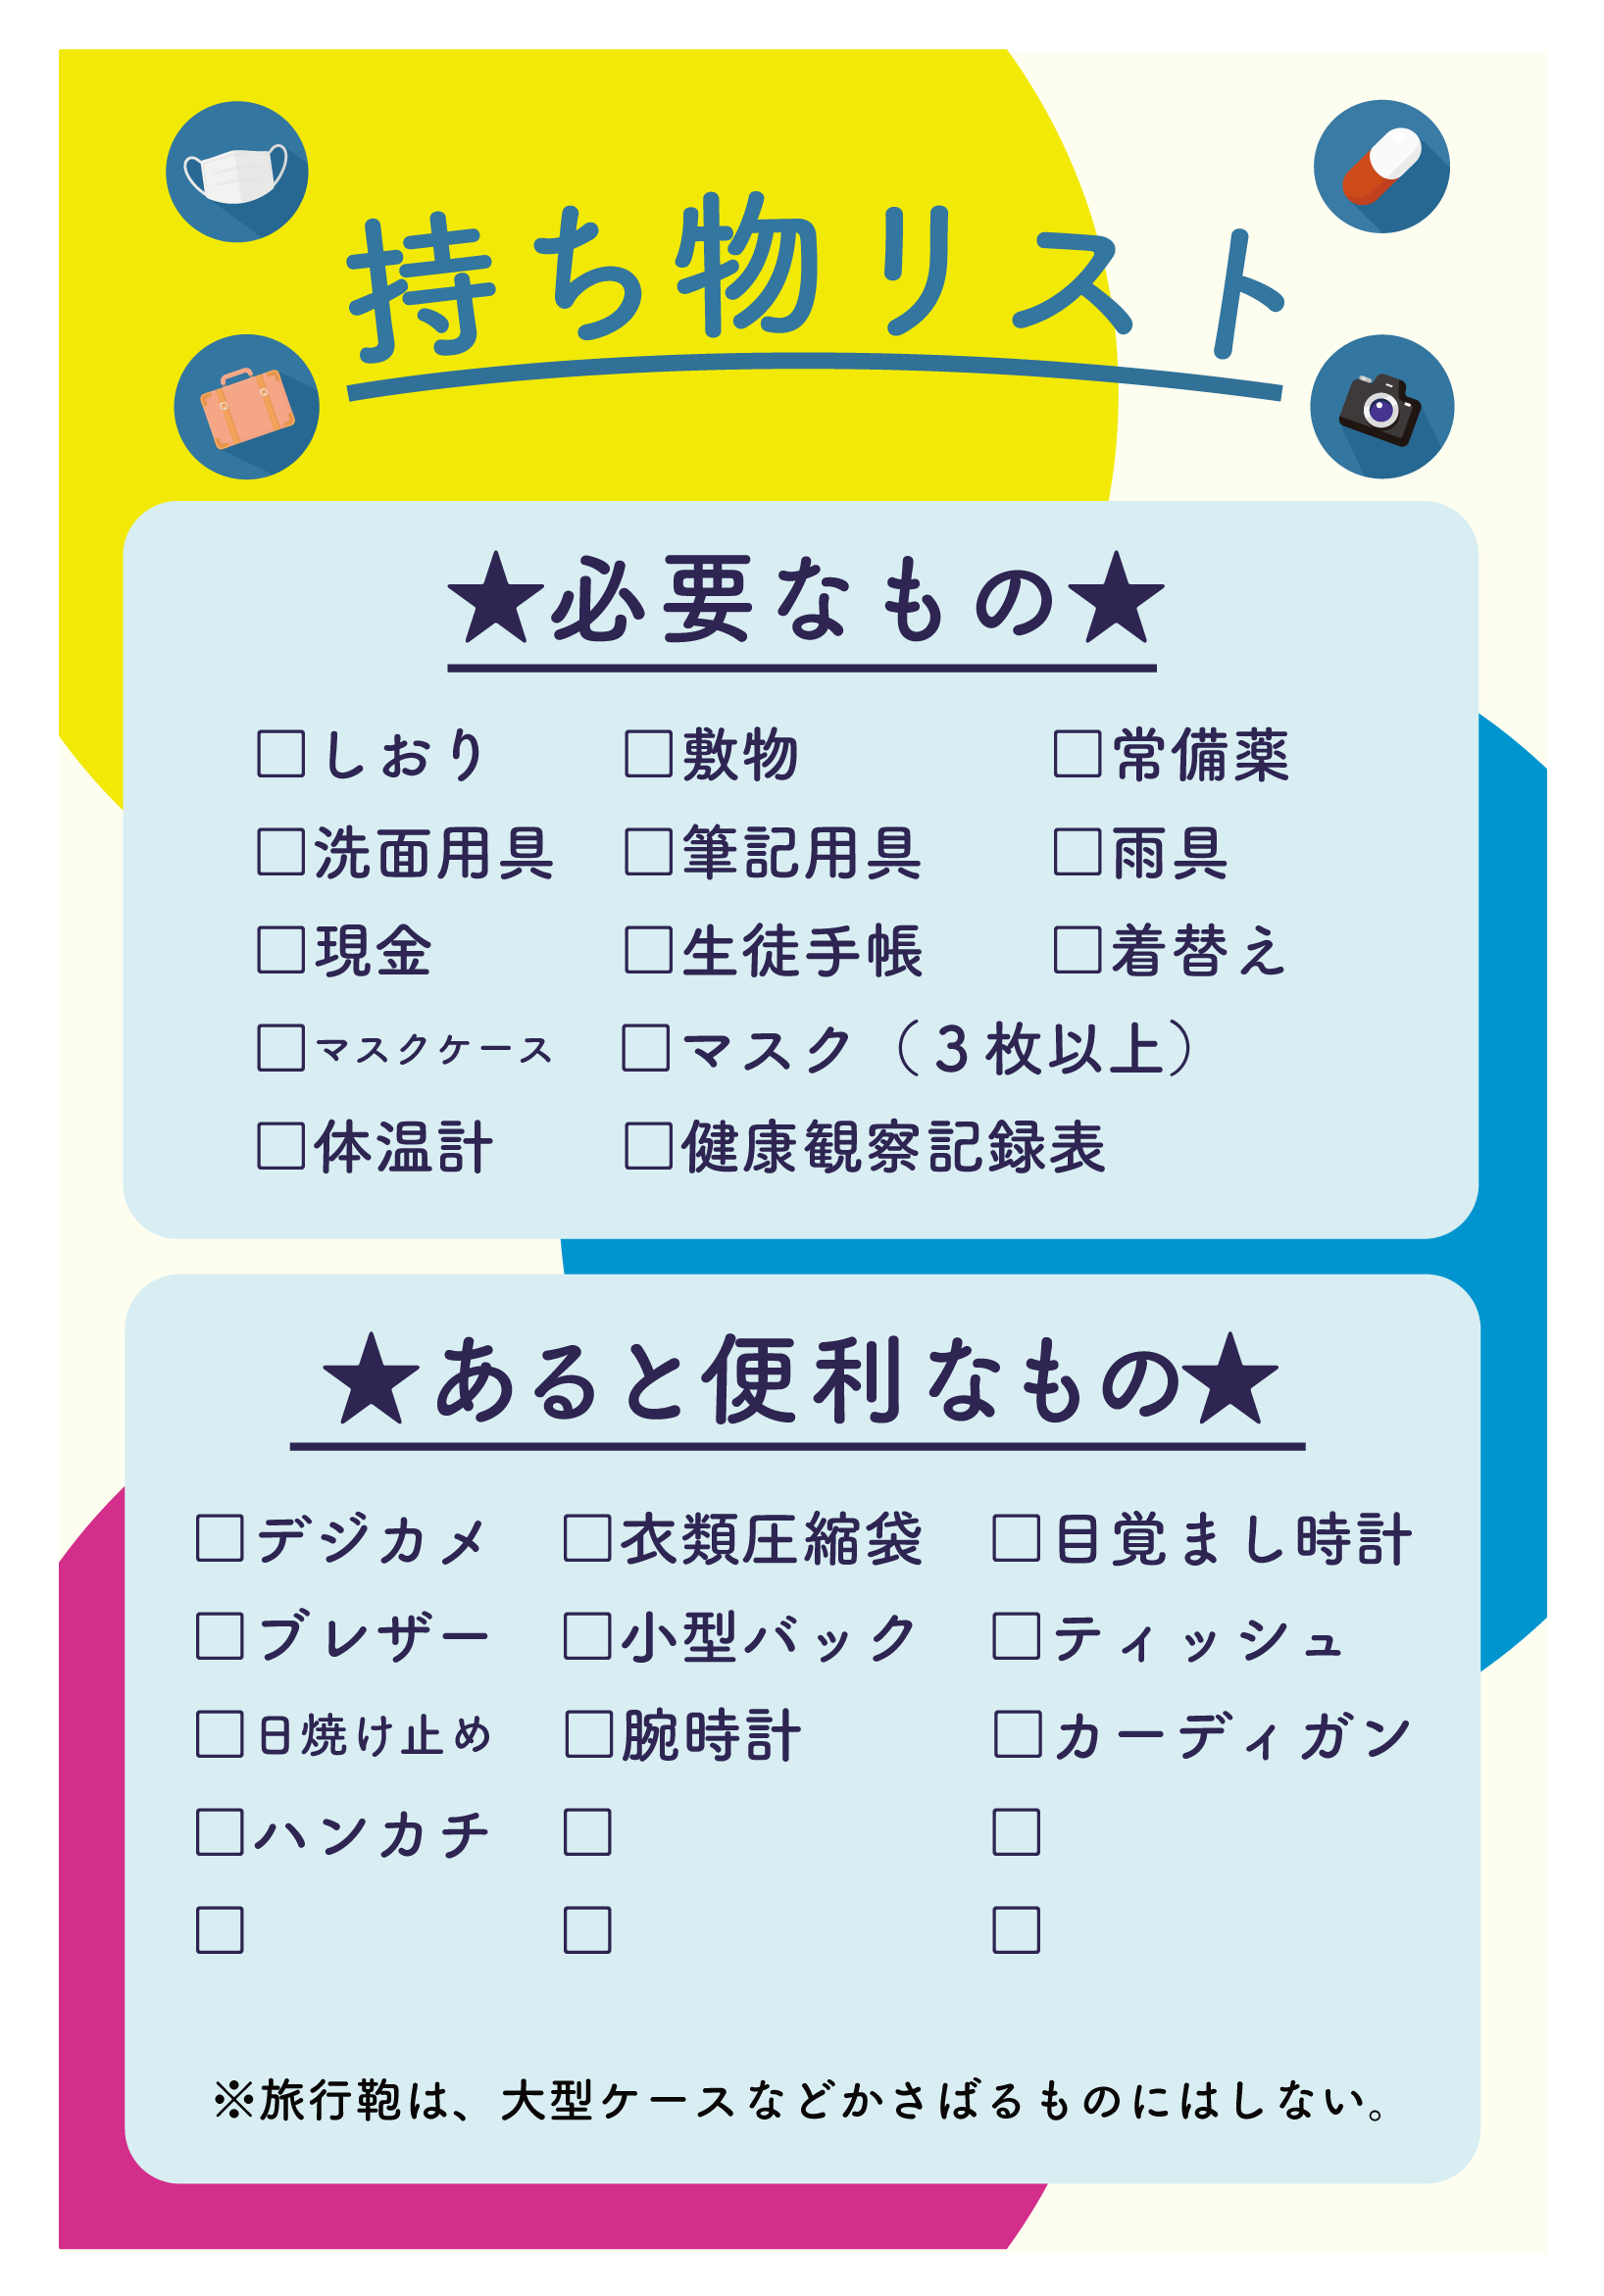 持ち物リスト
★必要なもの★
□しおり □敷物 □常備薬
□洗面用具 □筆記用具 □雨具
□現金 □生徒手帳 □着替え
□マスクケース □マスク（３枚以上）
□体温計 □健康観察記録表
★あると便利なもの★
□デジカメ □衣類圧縮袋 □目覚まし時計
□ブレザー □小型バック □ティッシュ
□日焼け止め □腕時計 □カーディガン
□ハンカチ □ □
□ □ □
※旅行鞄は、大型ケースなどかさばるものにはしない。